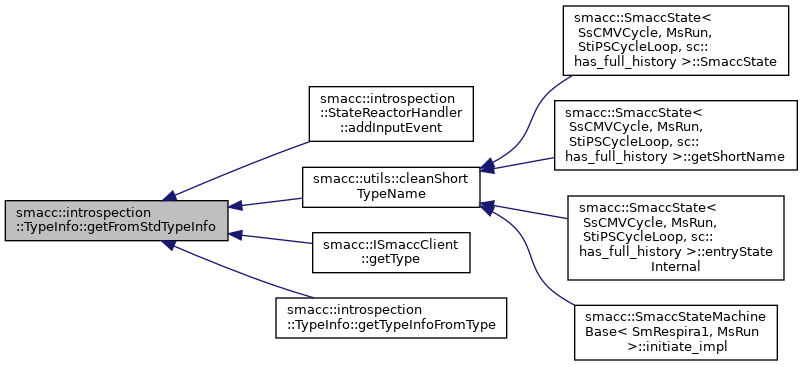 smacc::SmaccState<
SsCMVCycle, MsRun,
StiPSCycleLoop, sc::
has_full_history >::SmaccState
smacc::introspection
::StateReactorHandler
::addInputEvent
smacc::SmaccState<
SsCMVCycle, MsRun,
StiPSCycleLoop, sc::
has_full_history >::getShortName
smacc::utils::cleanShort
TypeName
smacc::introspection
::TypeInfo::getFromStdTypeInfo
smacc::SmaccState<
SsCMVCycle, MsRun,
StiPSCycleLoop, sc::
has_full_history >::entryState
Internal
smacc::ISmaccClient
::getType
smacc::introspection
::TypeInfo::getTypeInfoFromType
smacc::SmaccStateMachine
Base< SmRespira1, MsRun
>::initiate_impl